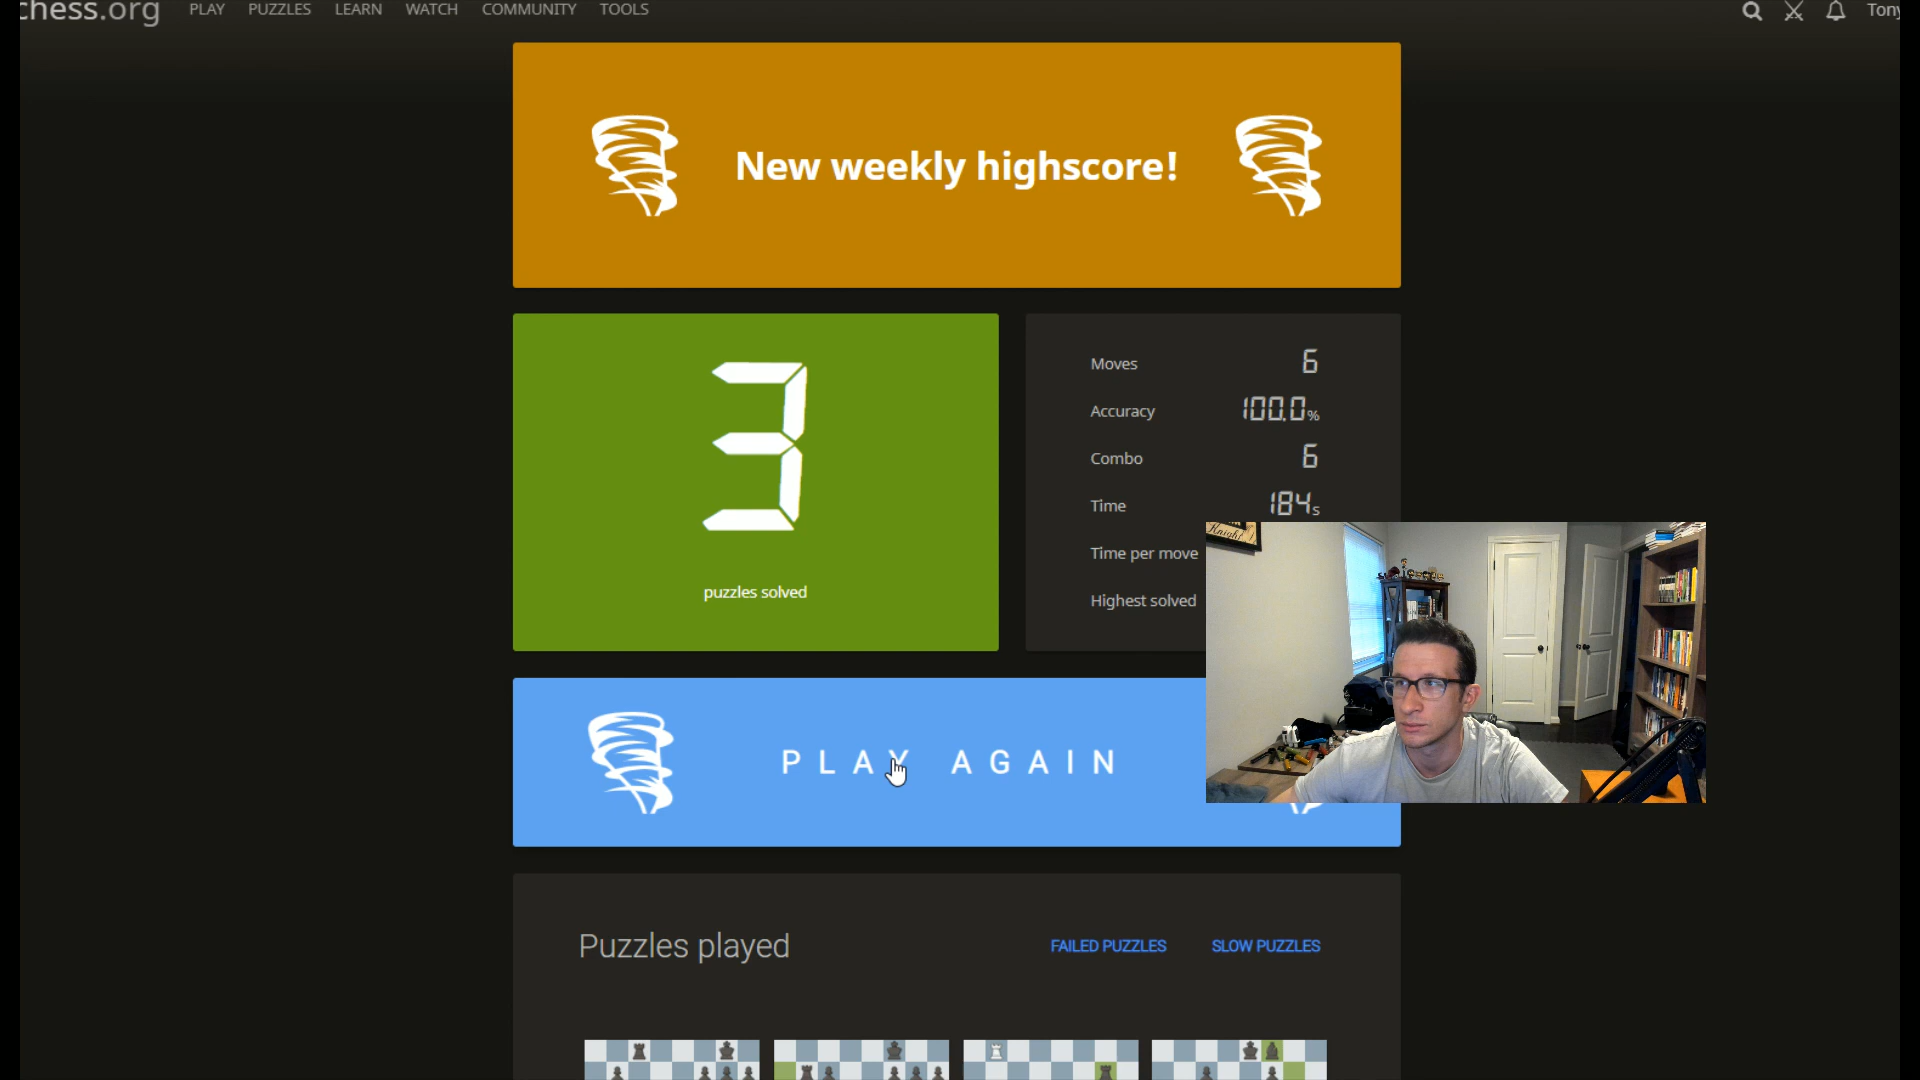 chess.org PLAY PUZZLES LEARN WATCH COMMUNITY TOOLS Tony
New weekly highscore!
3
puzzles solved
Moves 6
Accuracy 100.0%
Combo 6
Time 184s
Time per move
Highest solved
Knight
PLAY AGAIN
Puzzles played FAILED PUZZLES SLOW PUZZLES